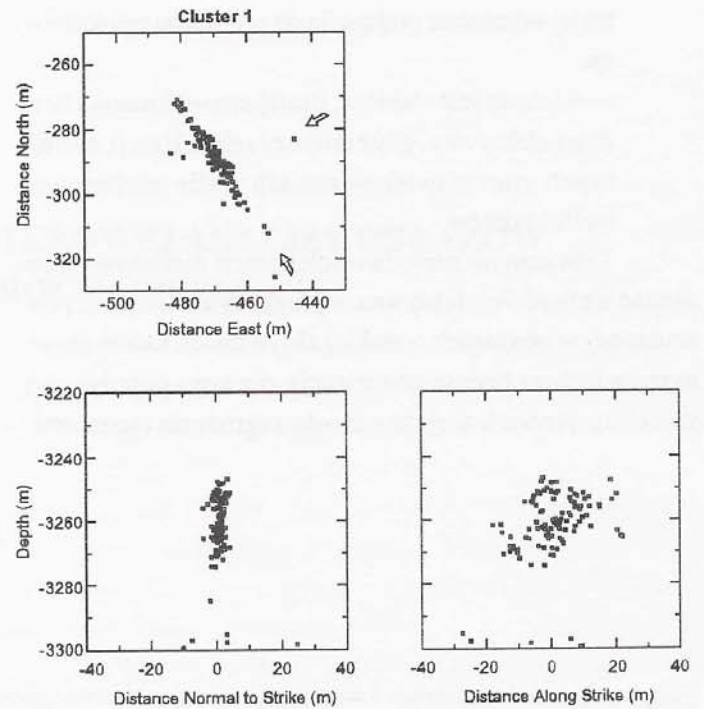 Cluster 1
-260
-280
-300
-320
Distance North (m)
-500 -480 -460 -440
Distance East (m)
-3220
-3240
-3260
-3280
-3300
Depth (m)
-40 -20 0 20 40
Distance Normal to Strike (m)
-40 -20 0 20 40
Distance Along Strike (m)